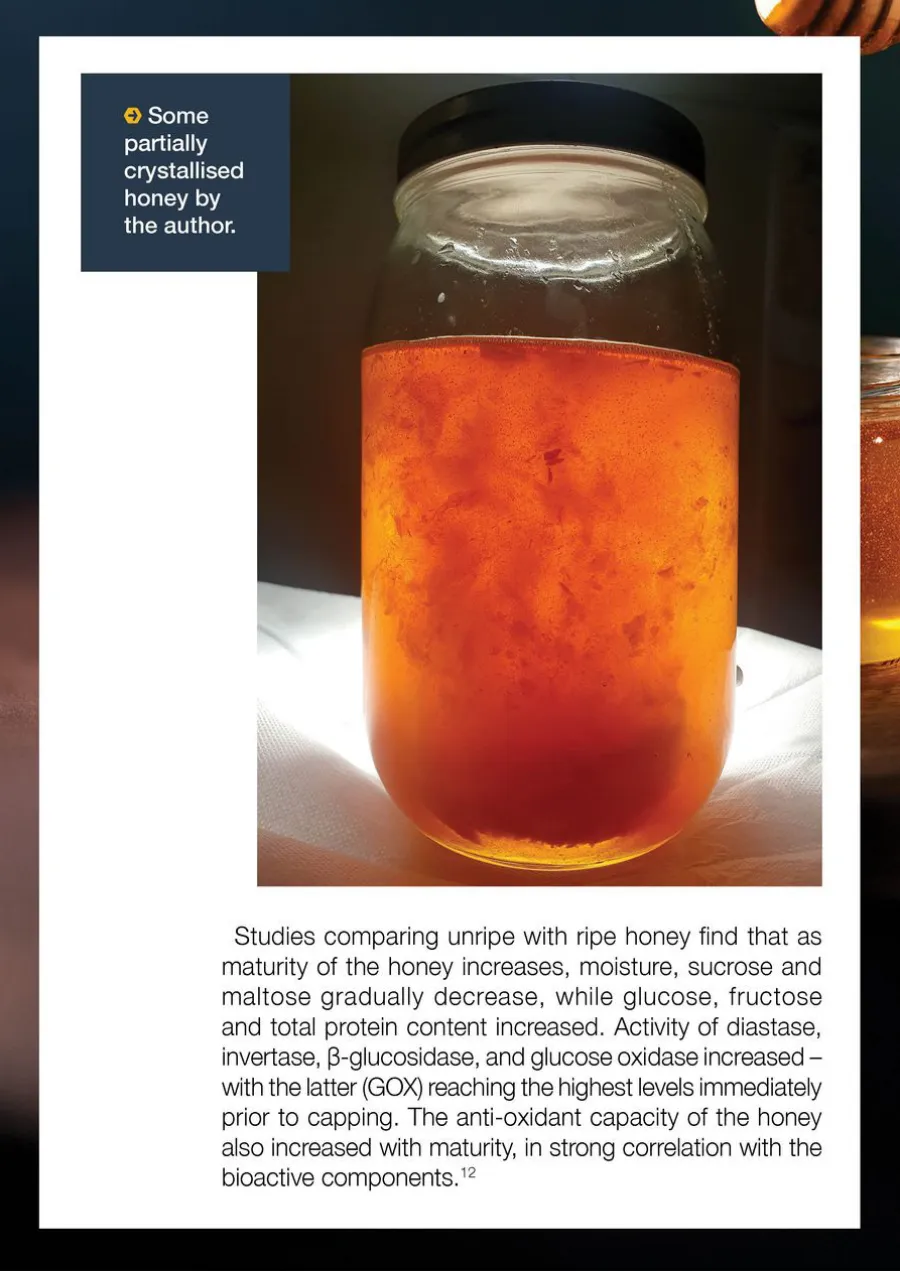 Some
partially
crystallised
honey by
the author.
Studies comparing unripe with ripe honey find that as
maturity of the honey increases, moisture, sucrose and
maltose gradually decrease, while glucose, fructose
and total protein content increased. Activity of diastase,
invertase, β-glucosidase, and glucose oxidase increased –
with the latter (GOX) reaching the highest levels immediately
prior to capping. The anti-oxidant capacity of the honey
also increased with maturity, in strong correlation with the
bioactive components.¹²